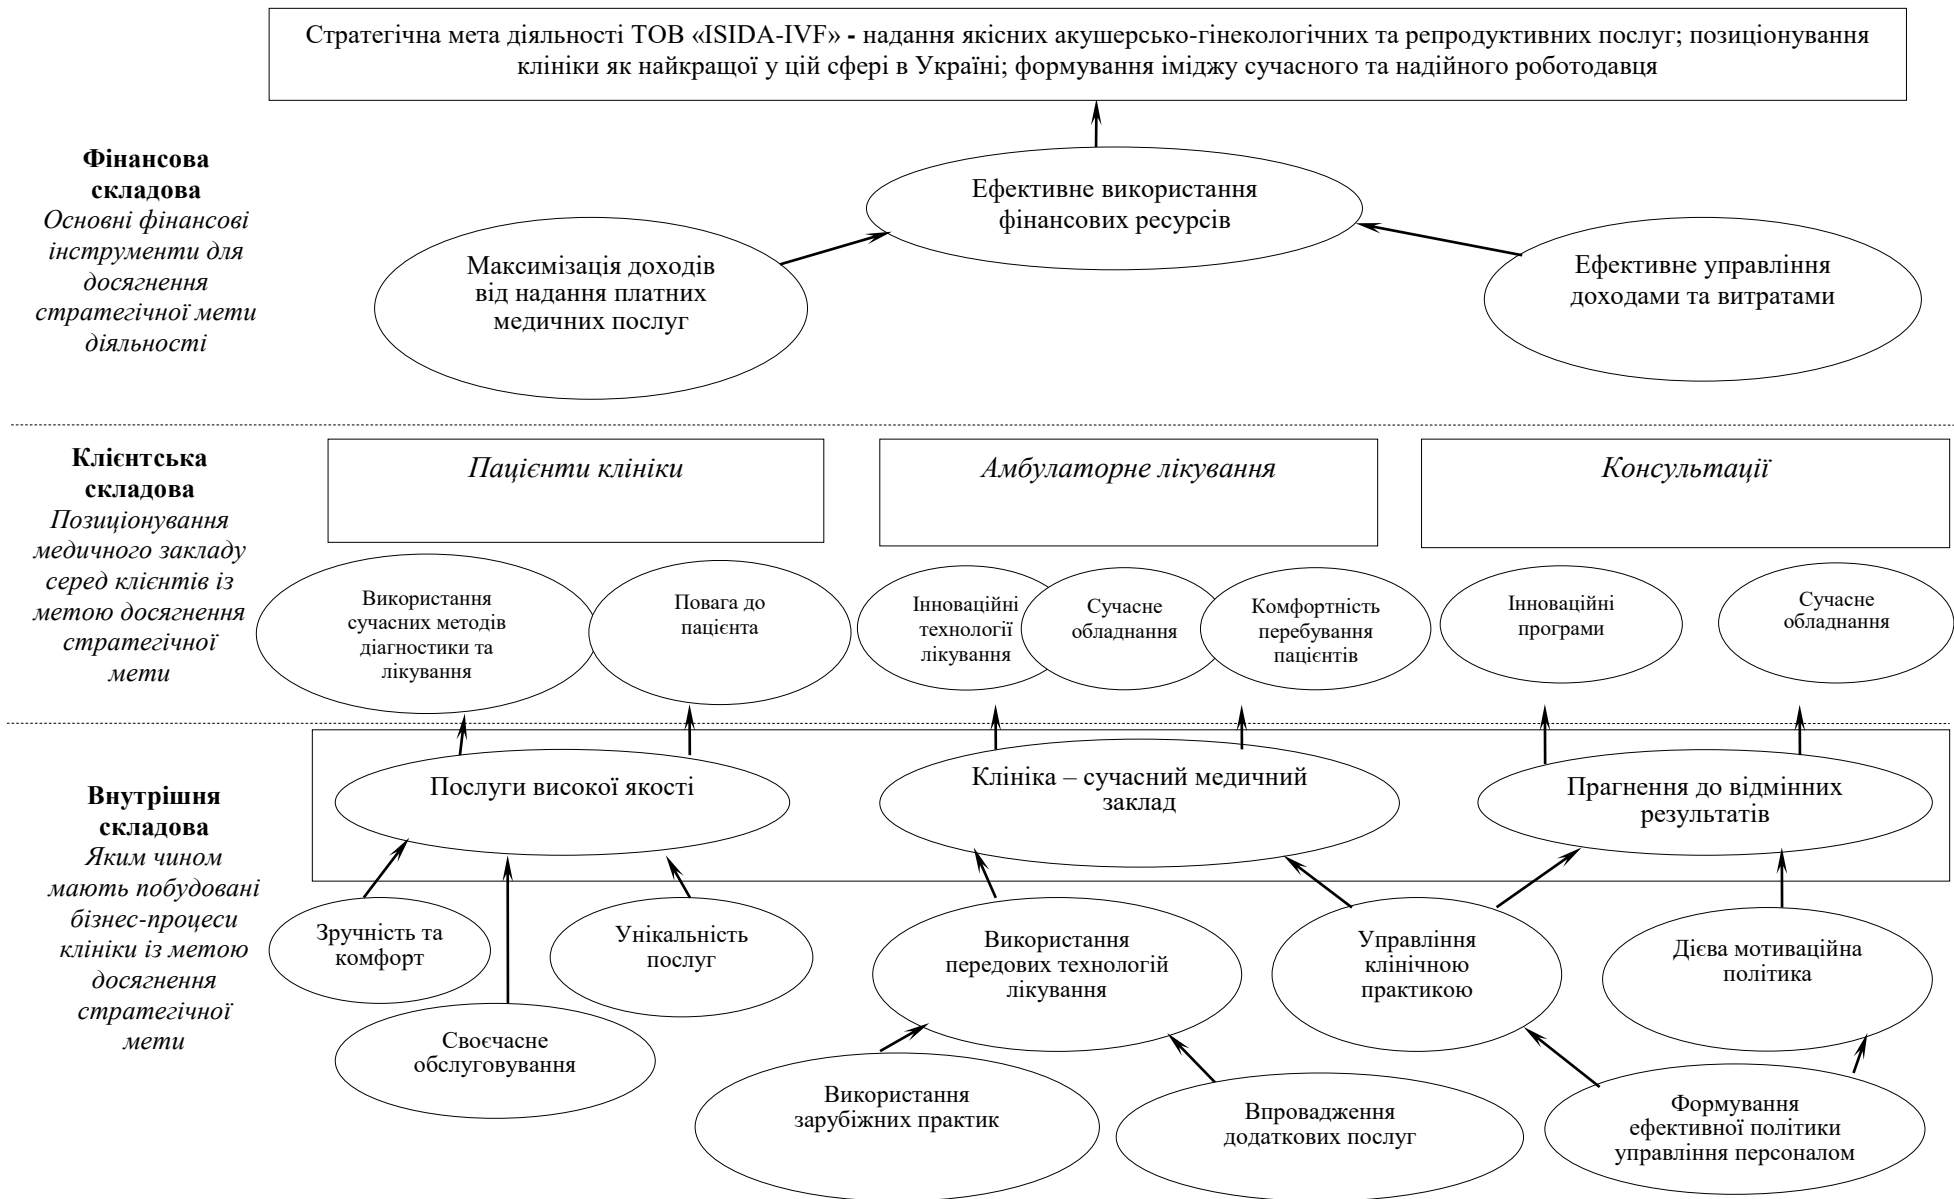 Стратегічна мета діяльності ТОВ «ISIDA-IVF» - надання якісних акушерсько-гінекологічних та репродуктивних послуг; позиціонування
клініки як найкращої у цій сфері в Україні; формування іміджу сучасного та надійного роботодавця
Фінансова
складова
Основні фінансові
інструменти для
досягнення
стратегічної мети
діяльності
Ефективне використання
фінансових ресурсів
Максимізація доходів
від надання платних
медичних послуг
Ефективне управління
доходами та витратами
Клієнтська
складова
Позиціонування
медичного закладу
серед клієнтів із
метою досягнення
стратегічної
мети
Пацієнти клініки
Амбулаторне лікування
Консультації
Використання
сучасних методів
діагностики та
лікування
Повага до
пацієнта
Інноваційні
технології
лікування
Сучасне
обладнання
Комфортність
перебування
пацієнтів
Інноваційні
програми
Сучасне
обладнання
Внутрішня
складова
Яким чином
мають побудовані
бізнес-процеси
клініки із метою
досягнення
стратегічної
мети
Послуги високої якості
Клініка – сучасний медичний
заклад
Прагнення до відмінних
результатів
Зручність та
комфорт
Унікальність
послуг
Використання
передових технологій
лікування
Управління
клінічною
практикою
Дієва мотиваційна
політика
Своєчасне
обслуговування
Використання
зарубіжних практик
Впровадження
додаткових послуг
Формування
ефективної політики
управління персоналом